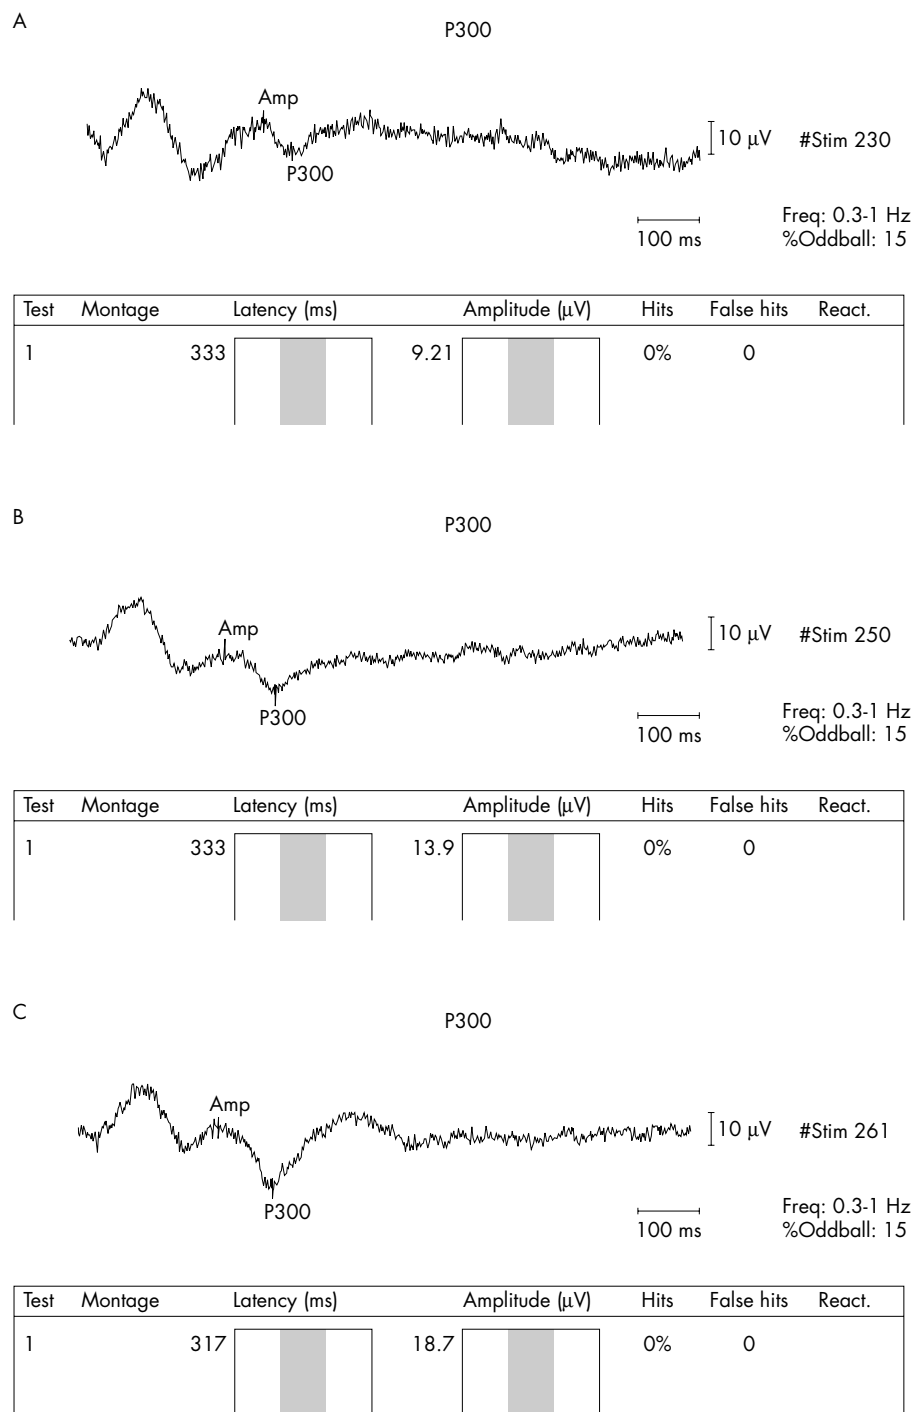 A
P300
Amp
P300
10 µV #Stim 230
100 ms
Freq: 0.3-1 Hz
%Oddball: 15
Test Montage Latency (ms) Amplitude (µV) Hits False hits React.
1 333 9.21 0% 0
B
P300
Amp
P300
10 µV #Stim 250
100 ms
Freq: 0.3-1 Hz
%Oddball: 15
Test Montage Latency (ms) Amplitude (µV) Hits False hits React.
1 333 13.9 0% 0
C
P300
Amp
P300
10 µV #Stim 261
100 ms
Freq: 0.3-1 Hz
%Oddball: 15
Test Montage Latency (ms) Amplitude (µV) Hits False hits React.
1 317 18.7 0% 0